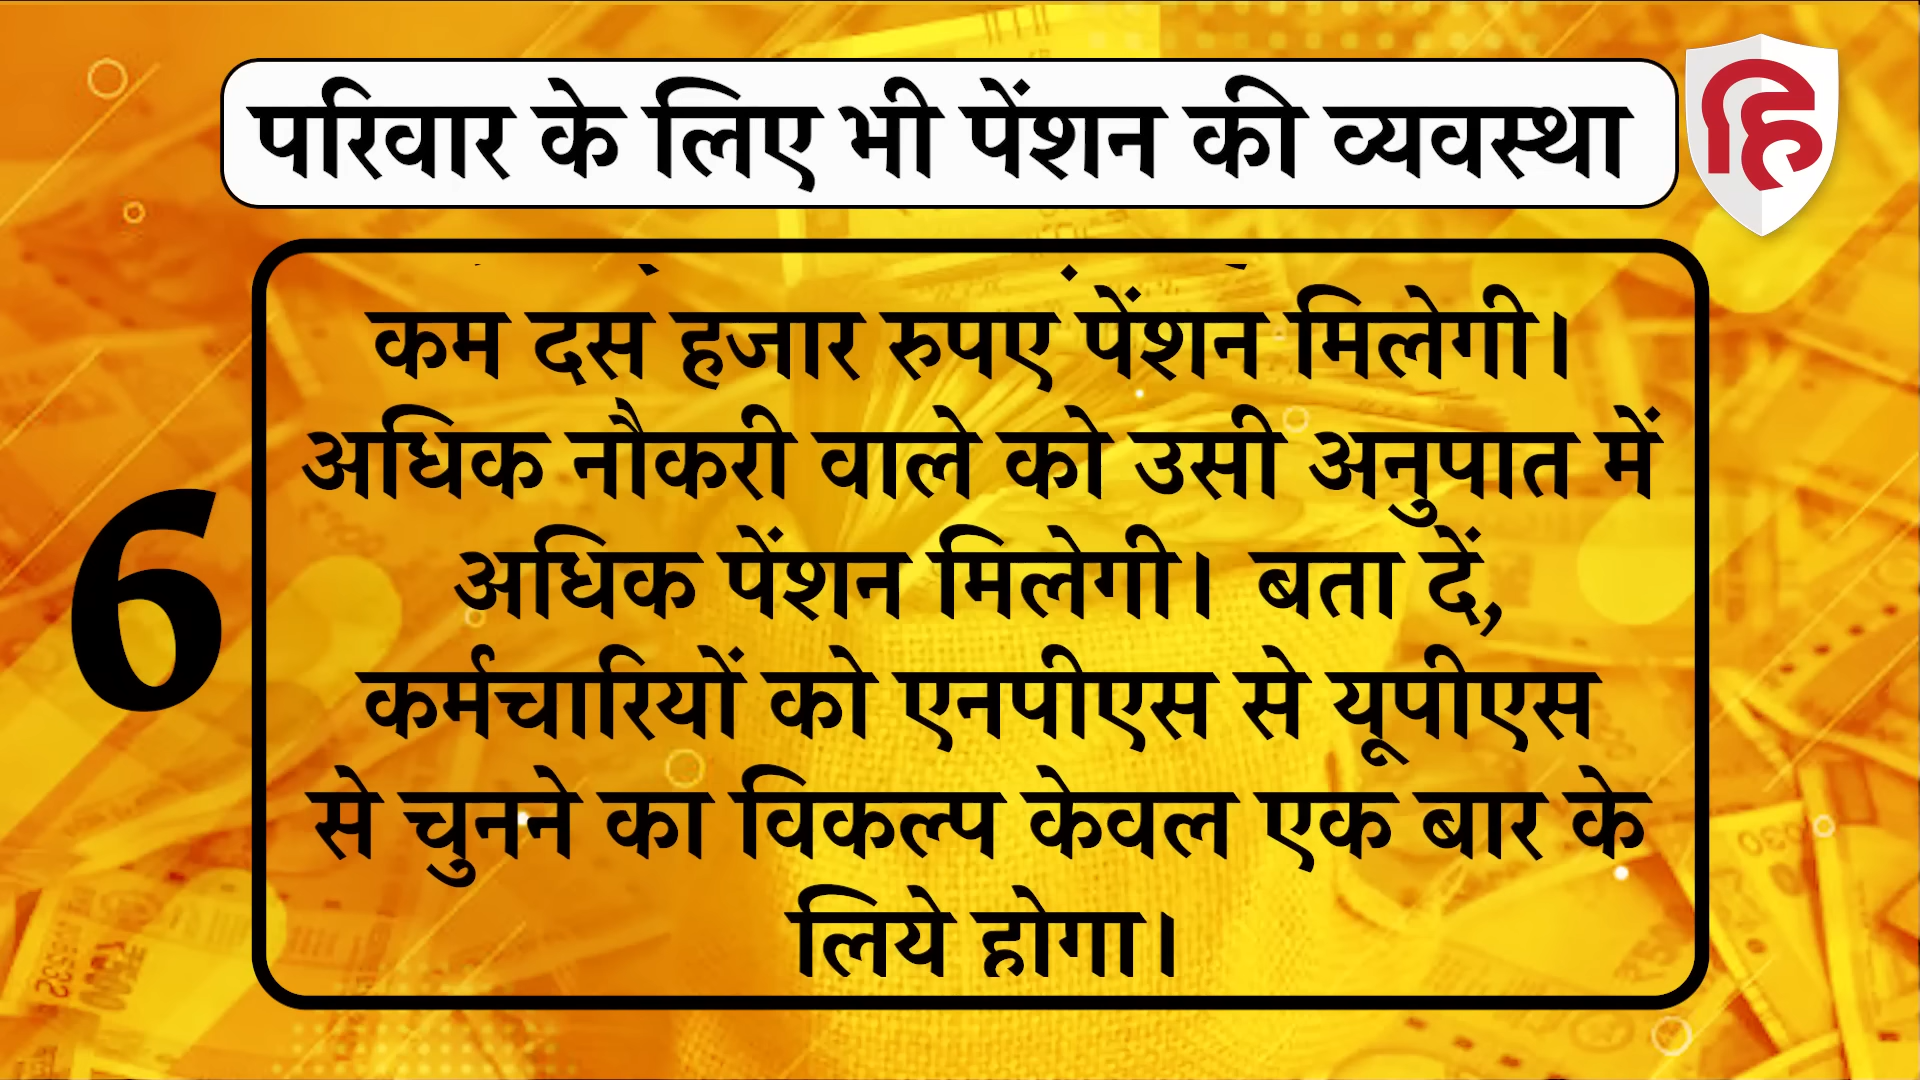 परिवार के लिए भी पेंशन की व्यवस्था
हि
6
कम दस हजार रुपए पेंशन मिलेगी।
अधिक नौकरी वाले को उसी अनुपात में
अधिक पेंशन मिलेगी। बता दें,
कर्मचारियों को एनपीएस से यूपीएस
से चुनने का विकल्प केवल एक बार के
लिये होगा।